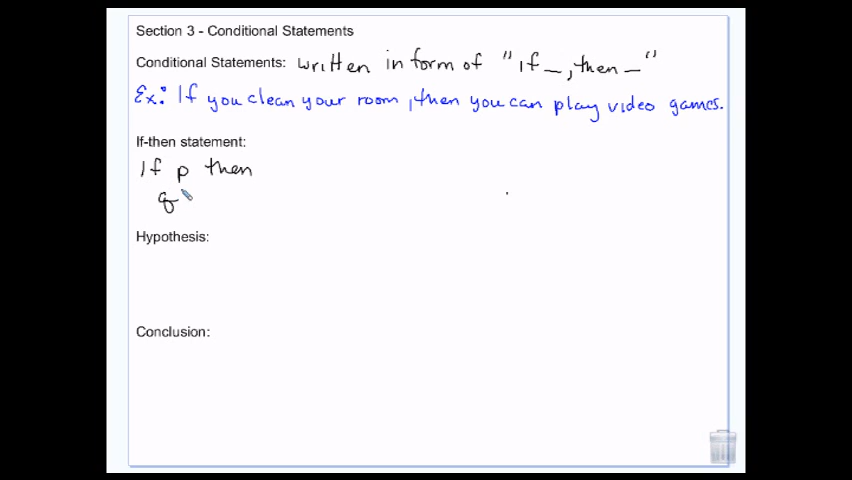 Section 3 - Conditional Statements
Conditional Statements: written in form of "If _, then _"
Ex: If you clean your room, then you can play video games.
If-then statement:
If p then
q
Hypothesis:
Conclusion: